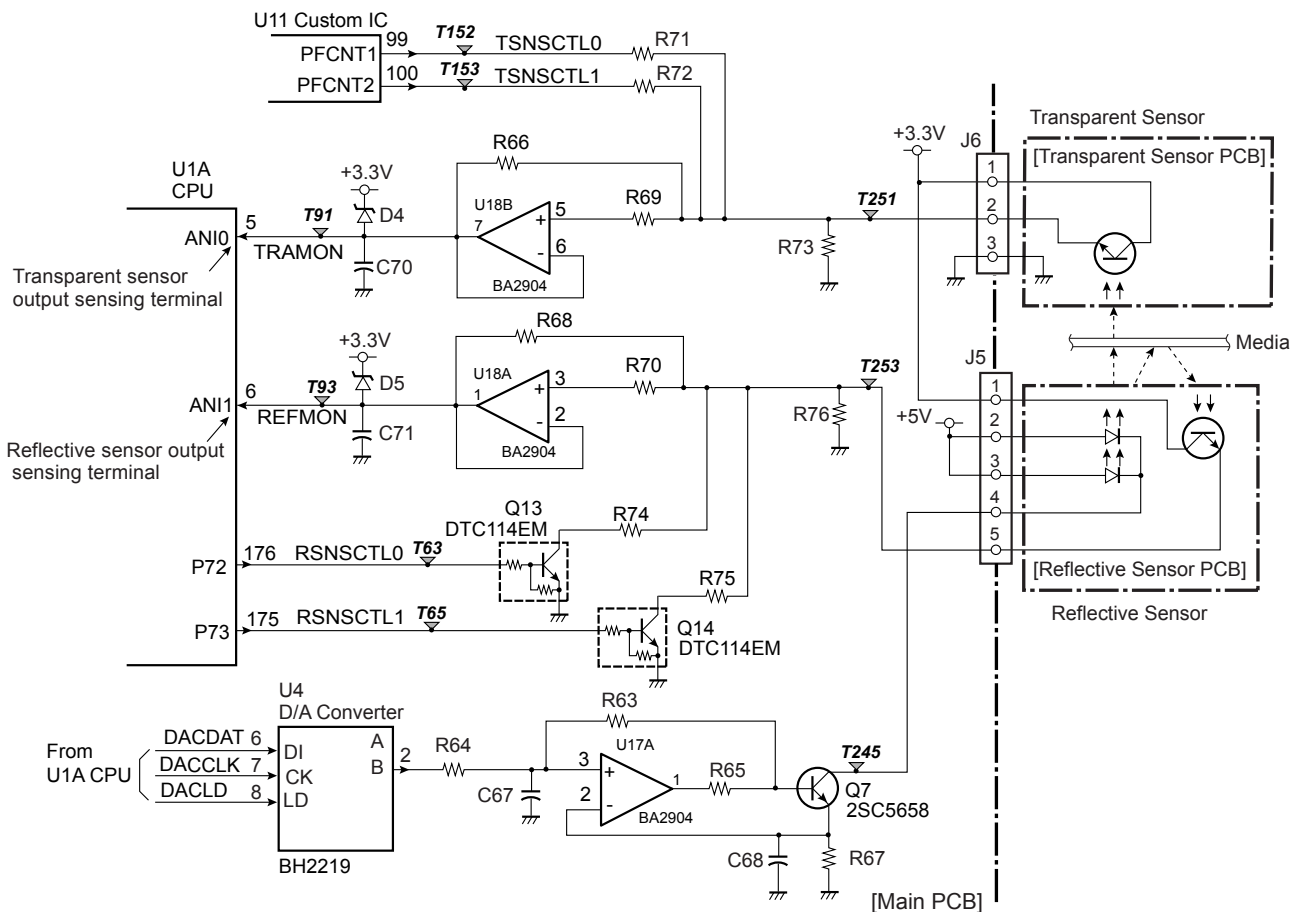 U11 Custom IC
PFCNT1 99 T152 TSNSCTL0 R71
PFCNT2 100 T153 TSNSCTL1 R72
Transparent Sensor
+3.3V J6
[Transparent Sensor PCB]
1
2
3
U1A
CPU
R66
+3.3V
D4
U18B
7 + 5
- 6
BA2904
R69
T251
R73
ANI0 5 T91
TRAMON
C70
Transparent sensor
output sensing terminal
R68
+3.3V
D5
U18A
1 + 3
- 2
BA2904
R70
T253
R76
ANI1 6 T93
REFMON
C71
Reflective sensor output
sensing terminal
Media
J5
+5V
1
2
3
4
5
[Reflective Sensor PCB]
Reflective Sensor
Q13
DTC114EM
R74
P72 176 RSNSCTL0 T63
R75
P73 175 RSNSCTL1 T65
Q14
DTC114EM
U4
D/A Converter
From
U1A CPU
DACDAT 6 DI
DACCLK 7 CK
DACLD 8 LD
A
B 2
BH2219
R64
C67
R63
U17A
3 +
2 -
1
BA2904
R65
T245
Q7
2SC5658
C68
R67
[Main PCB]